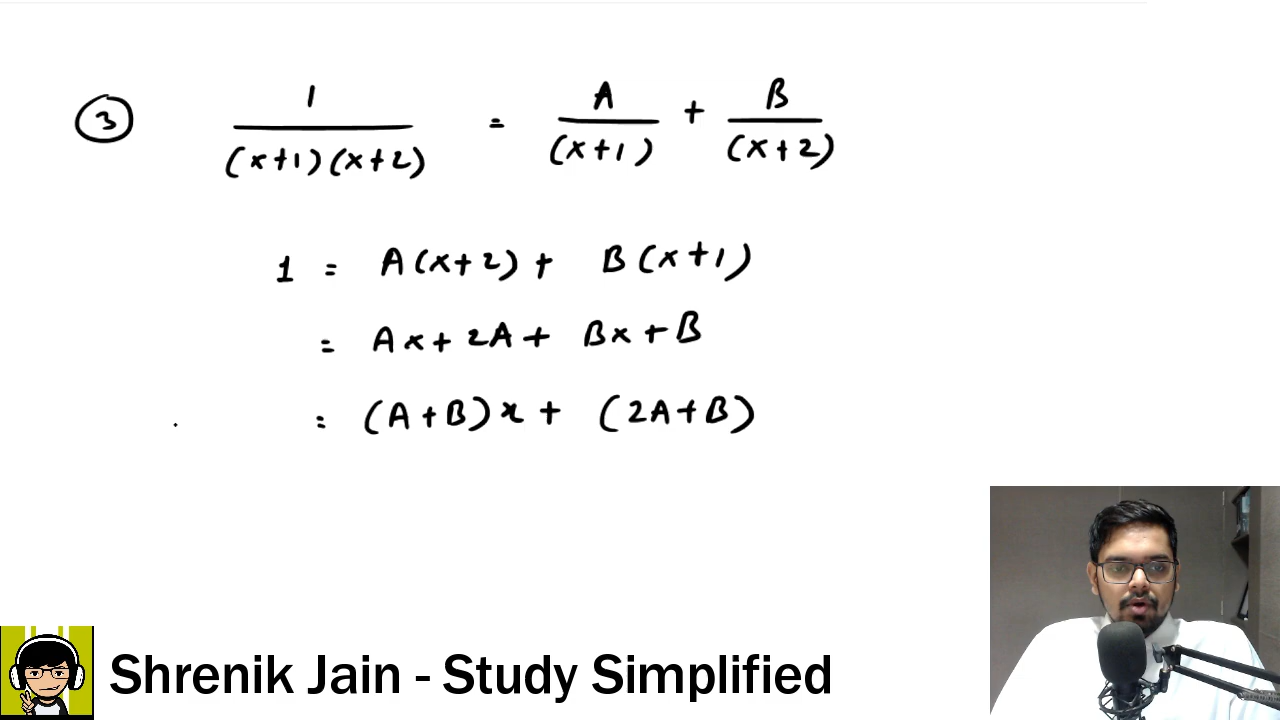 ③ 1/((x+1)(x+2)) = A/(x+1) + B/(x+2)
1 = A(x+2) + B(x+1)
= Ax + 2A + Bx + B
= (A+B)x + (2A+B)
Shrenik Jain - Study Simplified